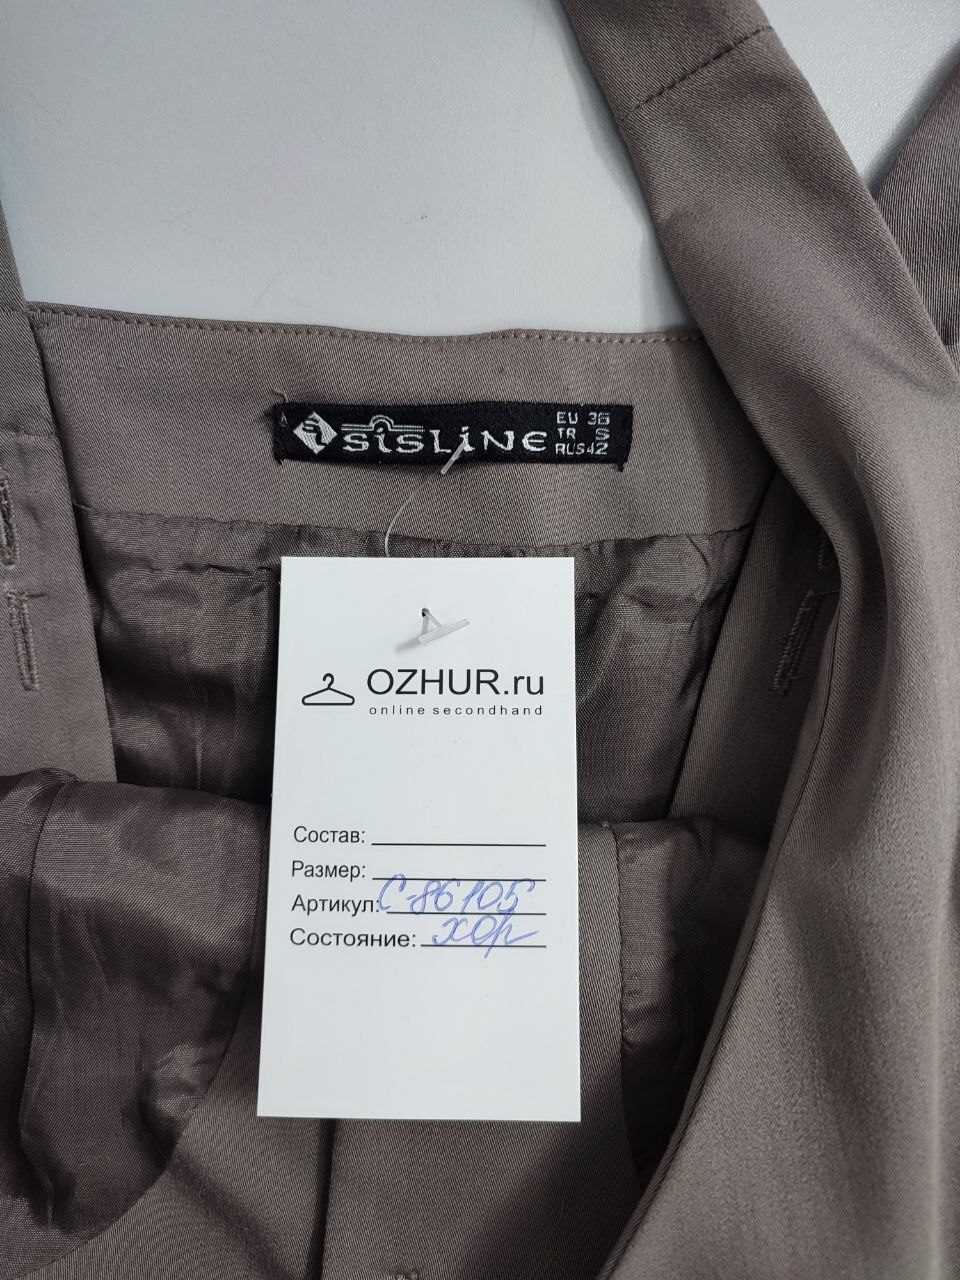 SiSLiNE
EU 36
TR S
RUS 42
OZHUR.ru
online secondhand
Состав:
Размер:
Артикул: С-86105
Состояние: хор